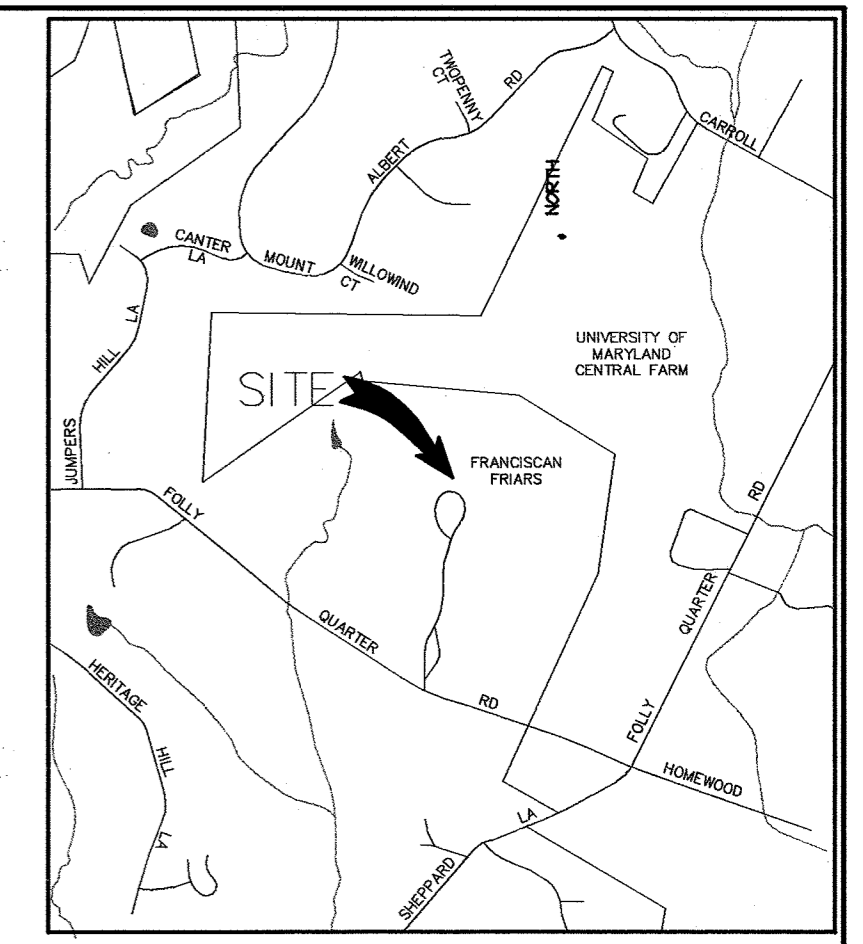 TWOPENNY
CT
RD
ALBERT
CARROLL
NORTH
CANTER
LA
MOUNT
WILLOWIND
CT
UNIVERSITY OF
MARYLAND
CENTRAL FARM
HILL
LA
JUMPERS
SITE
FRANCISCAN
FRIARS
FOLLY
QUARTER
RD
RD
QUARTER
FOLLY
HOMEWOOD
HERITAGE
HILL
LA
LA
SHEPPARD